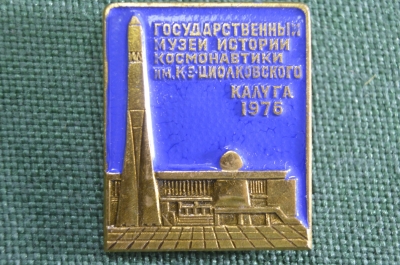 ГОСУДАРСТВЕННЫЙ
МУЗЕЙ ИСТОРИИ
КОСМОНАВТИКИ
ИМ. К·Э·ЦИОЛКОВСКОГО
КАЛУГА
1976